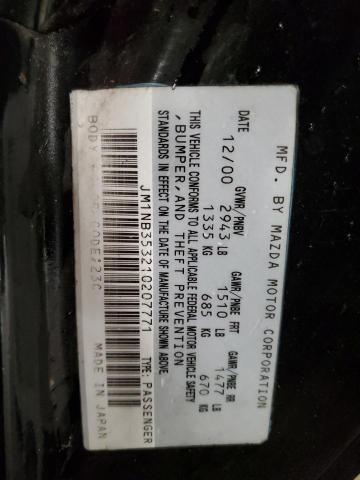 MFD. BY MAZDA MOTOR CORPORATION
DATE GVWR/PNBV GAWR/PNBE FRT GAWR/PNBE RR
12/00 2943 LB 1510 LB 1477 LB
1335 KG 685 KG 670 KG
THIS VEHICLE CONFORMS TO ALL APPLICABLE FEDERAL MOTOR VEHICLE SAFETY
, BUMPER, AND THEFT PREVENTION
STANDARDS IN EFFECT ON THE DATE OF MANUFACTURE SHOWN ABOVE.
JM1NB353210207771 TYPE: PASSENGER
BODY CODE:23C MADE IN JAPAN